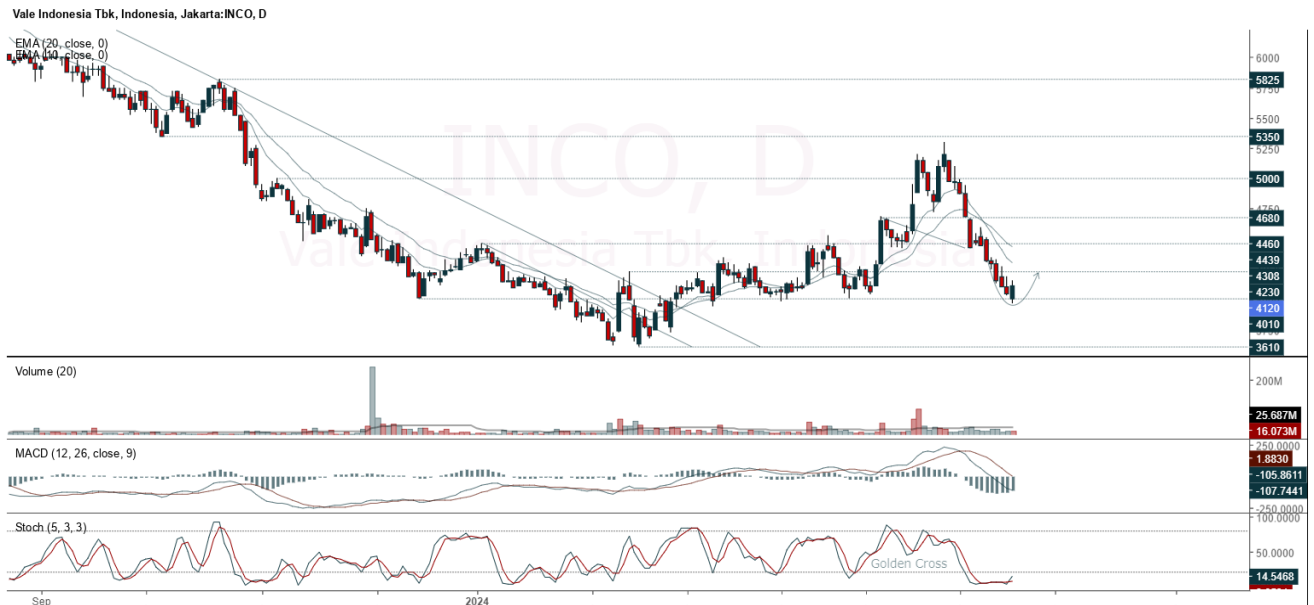 Vale Indonesia Tbk, Indonesia, Jakarta:INCO, D
EMA (20, close, 0)
EMA (10, close, 0)
INCO, D
Vale Indonesia Tbk, Indonesia
6000
5825
5750
5500
5350
5250
5000
4750
4680
4460
4439
4308
4230
4120
4010
3610
Volume (20)
200M
25.687M
16.073M
MACD (12, 26, close, 9)
250.0000
1.8830
-105.8611
-107.7441
-250.0000
Stoch (5, 3, 3)
100.0000
50.0000
Golden Cross
14.5468
Sep
2024